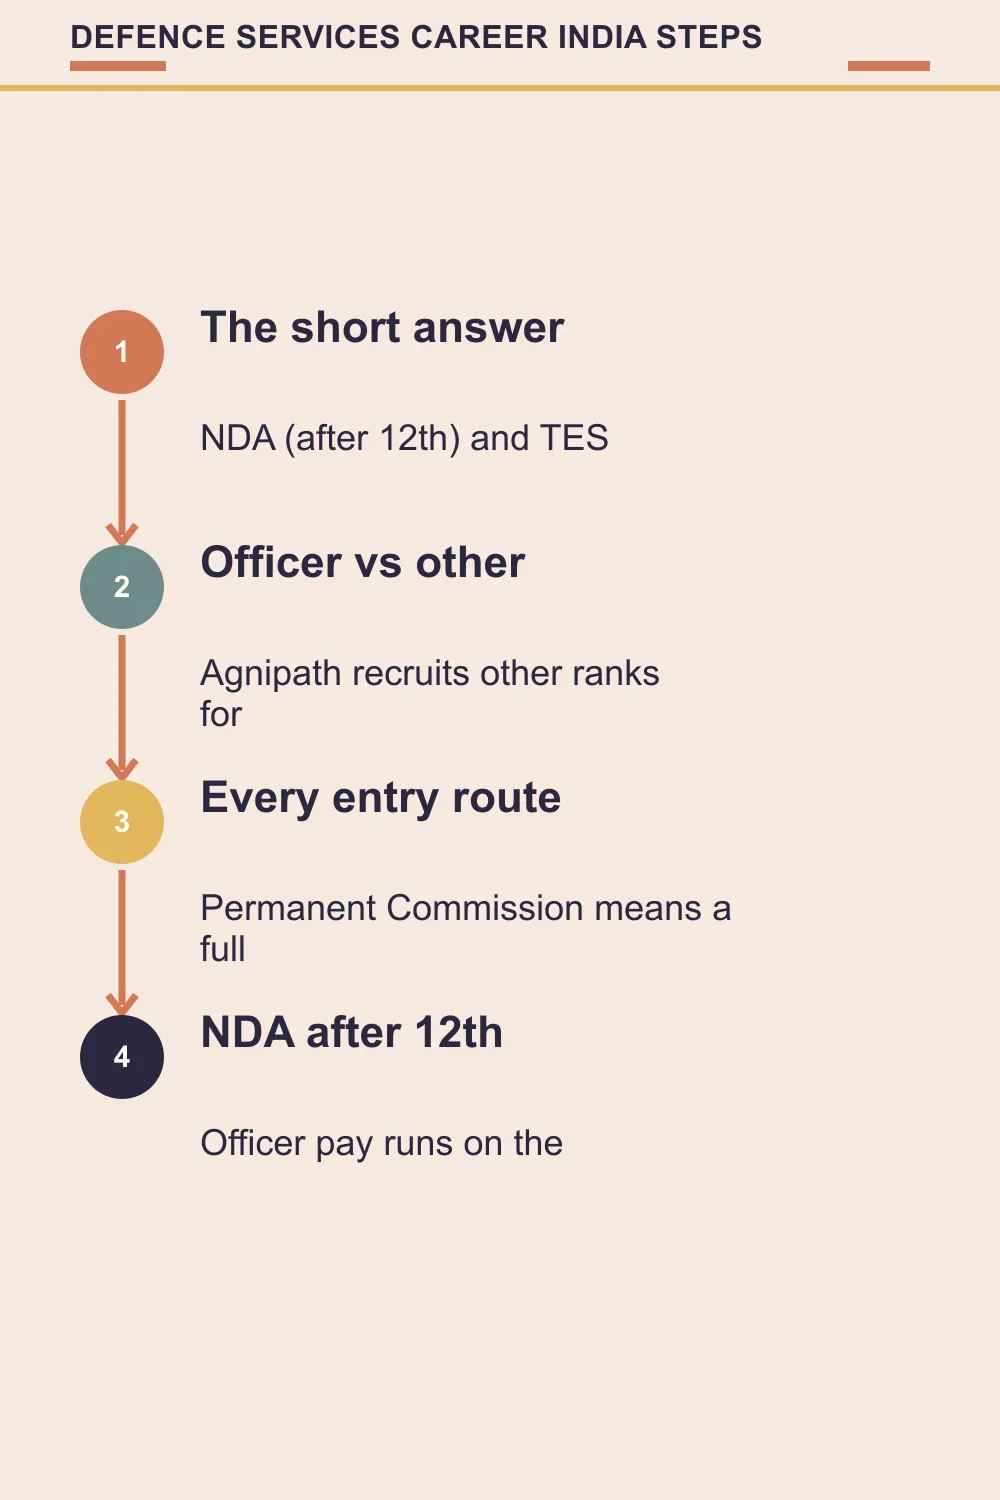 DEFENCE SERVICES CAREER INDIA STEPS
1
The short answer
NDA (after 12th) and TES
2
Officer vs other
Agnipath recruits other ranks
for
3
Every entry route
Permanent Commission means a
full
4
NDA after 12th
Officer pay runs on the